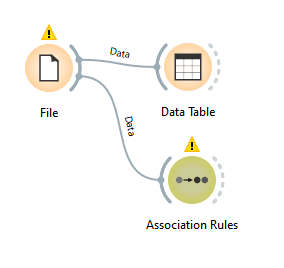 Data
File
Data Table
Data
Association Rules